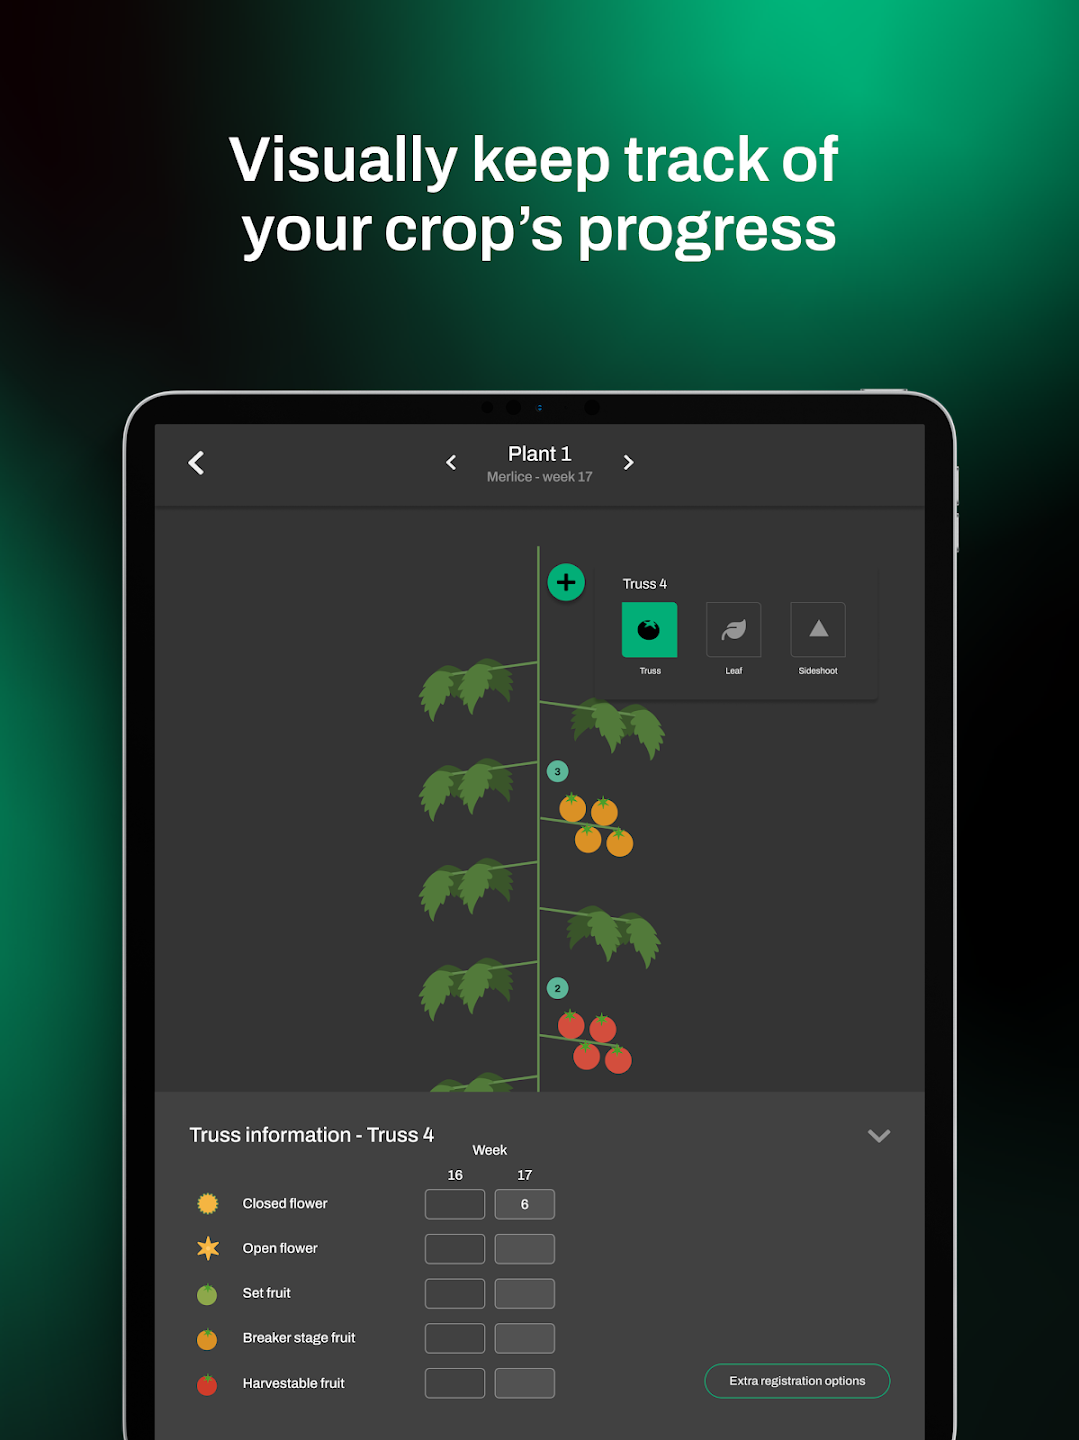 Visually keep track of
your crop's progress
Plant 1
Merlice - week 17
Truss 4
Truss Leaf Sideshoot
3
2
Truss information - Truss 4
Week
16 17
Closed flower 6
Open flower
Set fruit
Breaker stage fruit
Harvestable fruit
Extra registration options